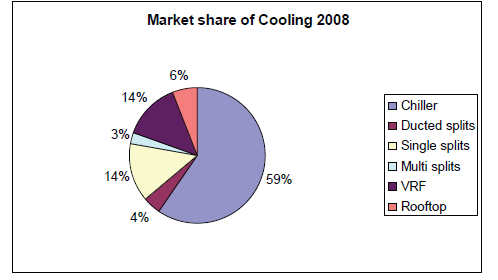 Market share of Cooling 2008
6%
14%
3%
14%
4%
59%
Chiller
Ducted splits
Single splits
Multi splits
VRF
Rooftop